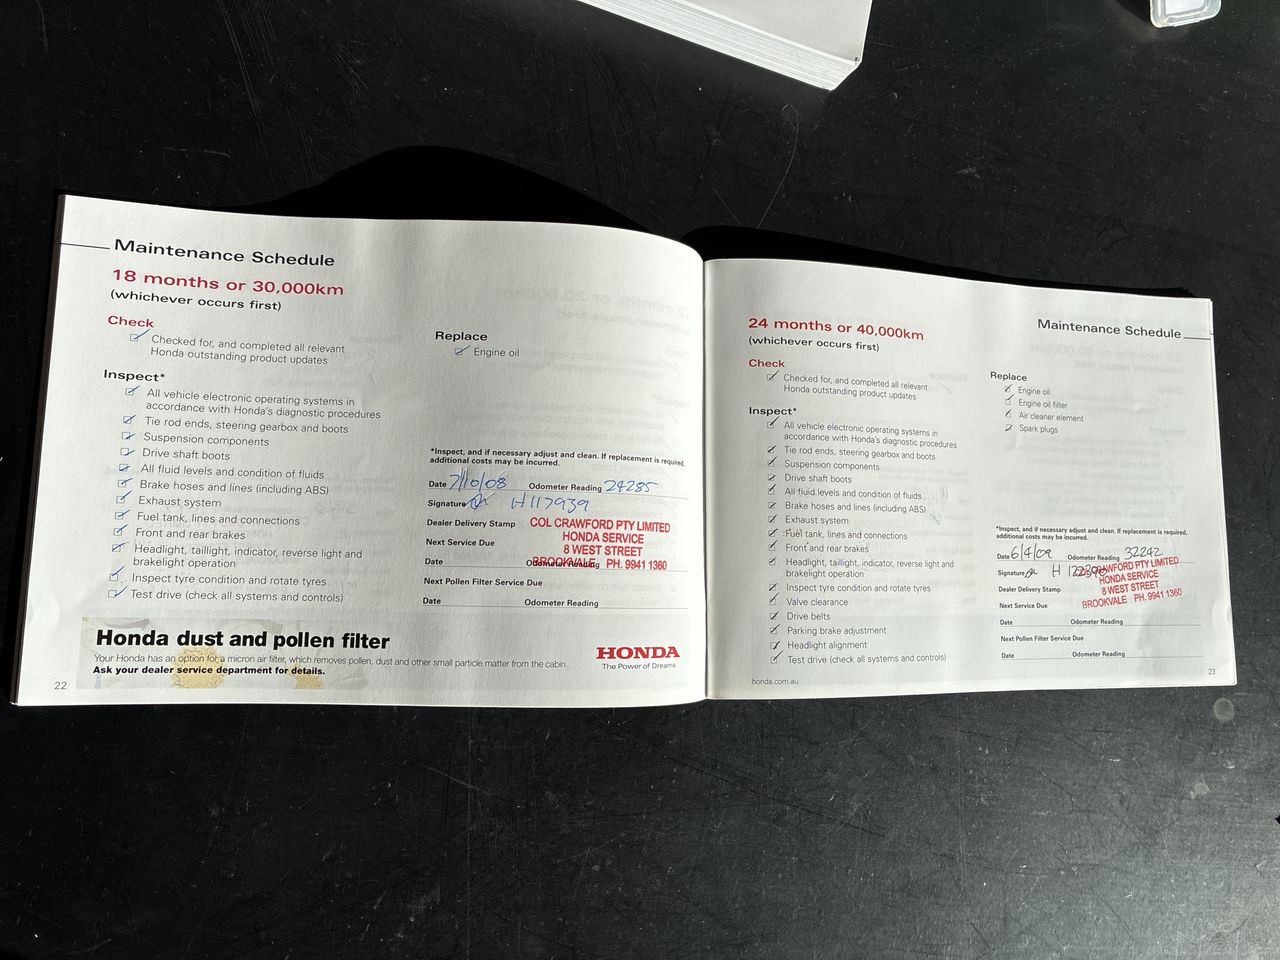 Maintenance Schedule
18 months or 30,000km
(whichever occurs first)
Check
Checked for, and completed all relevant
Honda outstanding product updates
Inspect*
All vehicle electronic operating systems in
accordance with Honda's diagnostic procedures
Tie rod ends, steering gearbox and boots
Suspension components
Drive shaft boots
All fluid levels and condition of fluids
Brake hoses and lines (including ABS)
Exhaust system
Fuel tank, lines and connections
Front and rear brakes
Headlight, taillight, indicator, reverse light and
brakelight operation
Inspect tyre condition and rotate tyres
Test drive (check all systems and controls)
Replace
Engine oil
*Inspect, and if necessary adjust and clean. If replacement is required,
additional costs may be incurred.
Date 7/10/08 Odometer Reading 24285
Signature H117939
Dealer Delivery Stamp
COL CRAWFORD PTY LIMITED
HONDA SERVICE
8 WEST STREET
BROOKVALE PH. 9941 1360
Next Service Due
Date Odometer Reading
Next Pollen Filter Service Due
Date Odometer Reading
Honda dust and pollen filter
Your Honda has an option for a micron air filter, which removes pollen, dust and other small particle matter from the cabin.
Ask your dealer service department for details.
HONDA
The Power of Dreams
22
Maintenance Schedule
24 months or 40,000km
(whichever occurs first)
Check
Checked for, and completed all relevant
Honda outstanding product updates
Inspect*
All vehicle electronic operating systems in
accordance with Honda's diagnostic procedures
Tie rod ends, steering gearbox and boots
Suspension components
Drive shaft boots
All fluid levels and condition of fluids
Brake hoses and lines (including ABS)
Exhaust system
Fuel tank, lines and connections
Front and rear brakes
Headlight, taillight, indicator, reverse light and
brakelight operation
Inspect tyre condition and rotate tyres
Valve clearance
Drive belts
Parking brake adjustment
Headlight alignment
Test drive (check all systems and controls)
Replace
Engine oil
Engine oil filter
Air cleaner element
Spark plugs
*Inspect, and if necessary adjust and clean. If replacement is required,
additional costs may be incurred.
Date 6/4/09 Odometer Reading 32242
Signature H
Dealer Delivery Stamp
CRAWFORD PTY LIMITED
HONDA SERVICE
8 WEST STREET
BROOKVALE PH. 9941 1360
Next Service Due
Date Odometer Reading
Next Pollen Filter Service Due
Date Odometer Reading
honda.com.au
23